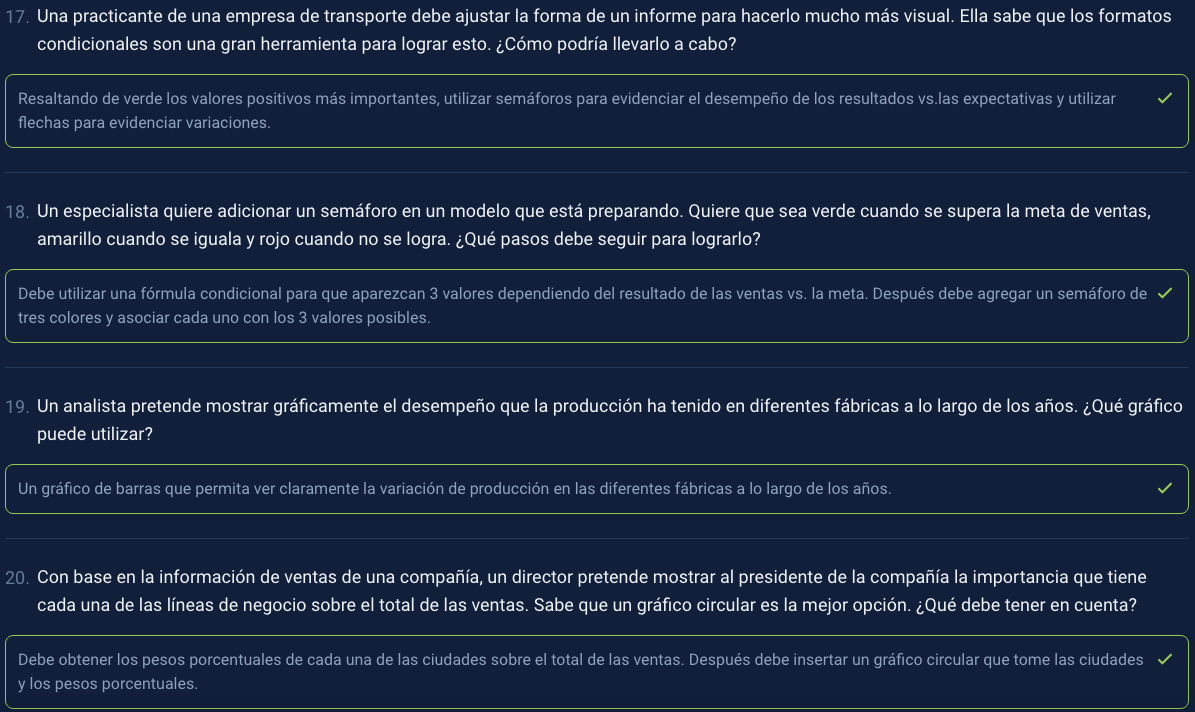 17. Una practicante de una empresa de transporte debe ajustar la forma de un informe para hacerlo mucho más visual. Ella sabe que los formatos
condicionales son una gran herramienta para lograr esto. ¿Cómo podría llevarlo a cabo?
Resaltando de verde los valores positivos más importantes, utilizar semáforos para evidenciar el desempeño de los resultados vs.las expectativas y utilizar
flechas para evidenciar variaciones.
18. Un especialista quiere adicionar un semáforo en un modelo que está preparando. Quiere que sea verde cuando se supera la meta de ventas,
amarillo cuando se iguala y rojo cuando no se logra. ¿Qué pasos debe seguir para lograrlo?
Debe utilizar una fórmula condicional para que aparezcan 3 valores dependiendo del resultado de las ventas vs. la meta. Después debe agregar un semáforo de
tres colores y asociar cada uno con los 3 valores posibles.
19. Un analista pretende mostrar gráficamente el desempeño que la producción ha tenido en diferentes fábricas a lo largo de los años. ¿Qué gráfico
puede utilizar?
Un gráfico de barras que permita ver claramente la variación de producción en las diferentes fábricas a lo largo de los años.
20. Con base en la información de ventas de una compañía, un director pretende mostrar al presidente de la compañía la importancia que tiene
cada una de las líneas de negocio sobre el total de las ventas. Sabe que un gráfico circular es la mejor opción. ¿Qué debe tener en cuenta?
Debe obtener los pesos porcentuales de cada una de las ciudades sobre el total de las ventas. Después debe insertar un gráfico circular que tome las ciudades
y los pesos porcentuales.